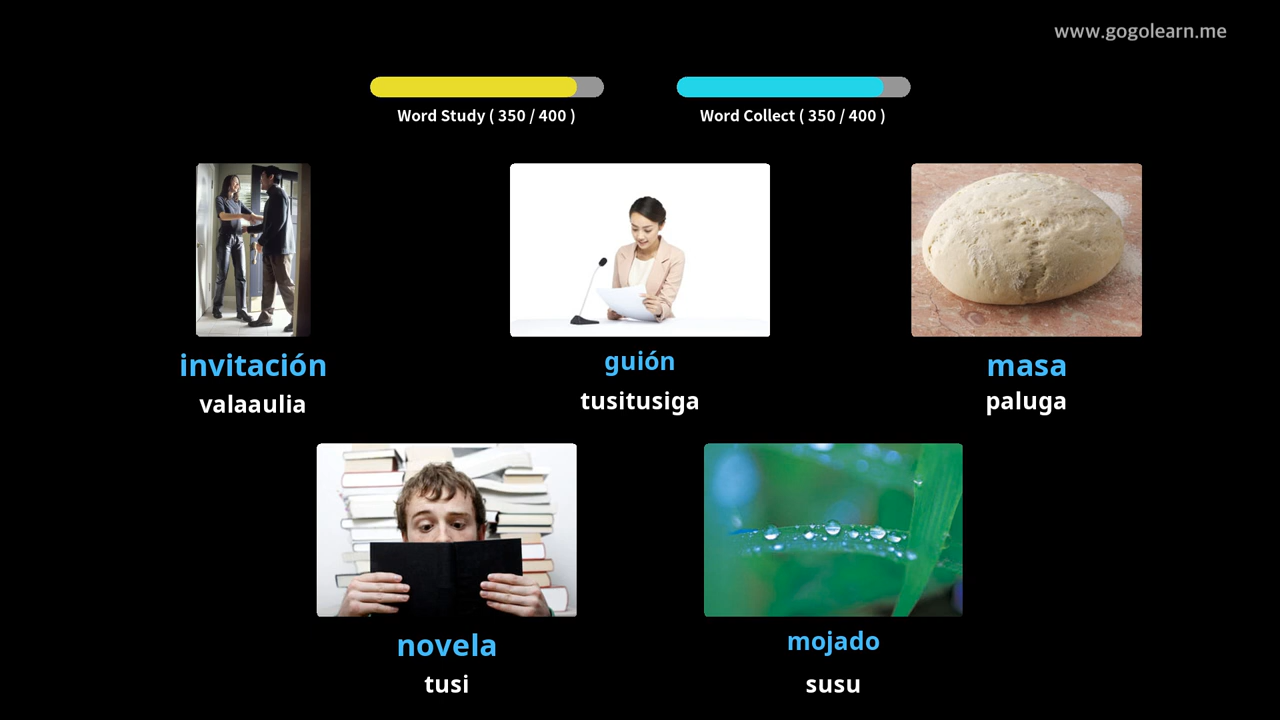 www.gogolearn.me
Word Study ( 350 / 400 )
Word Collect ( 350 / 400 )
invitación
valaaulia
guión
tusitusiga
masa
paluga
novela
tusi
mojado
susu